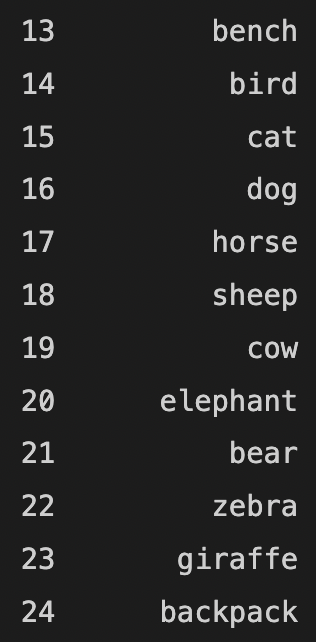 13 bench
14 bird
15 cat
16 dog
17 horse
18 sheep
19 cow
20 elephant
21 bear
22 zebra
23 giraffe
24 backpack